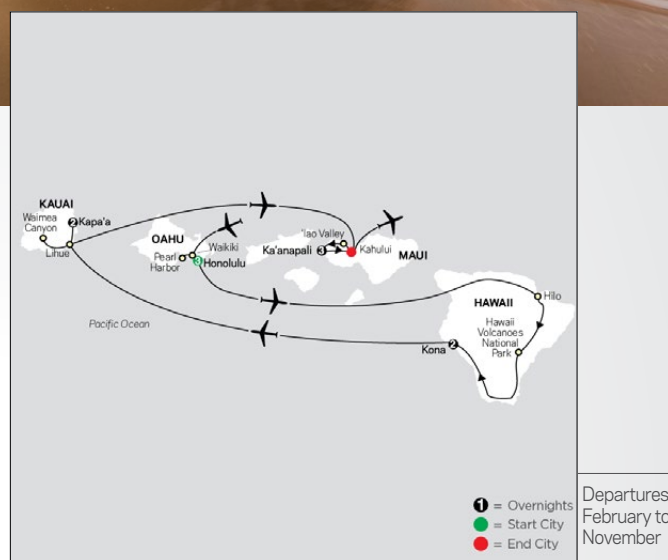 KAUAI
Waimea
Canyon
2 Kapa'a
Lihue
OAHU
Pearl
Harbor
Waikiki
3 Honolulu
'Iao Valley
Ka'anapali 3
Kahului
MAUI
HAWAII
Hilo
Hawaii
Volcanoes
National
Park
Kona 2
Pacific Ocean
1 = Overnights
= Start City
= End City
Departures
February to
November